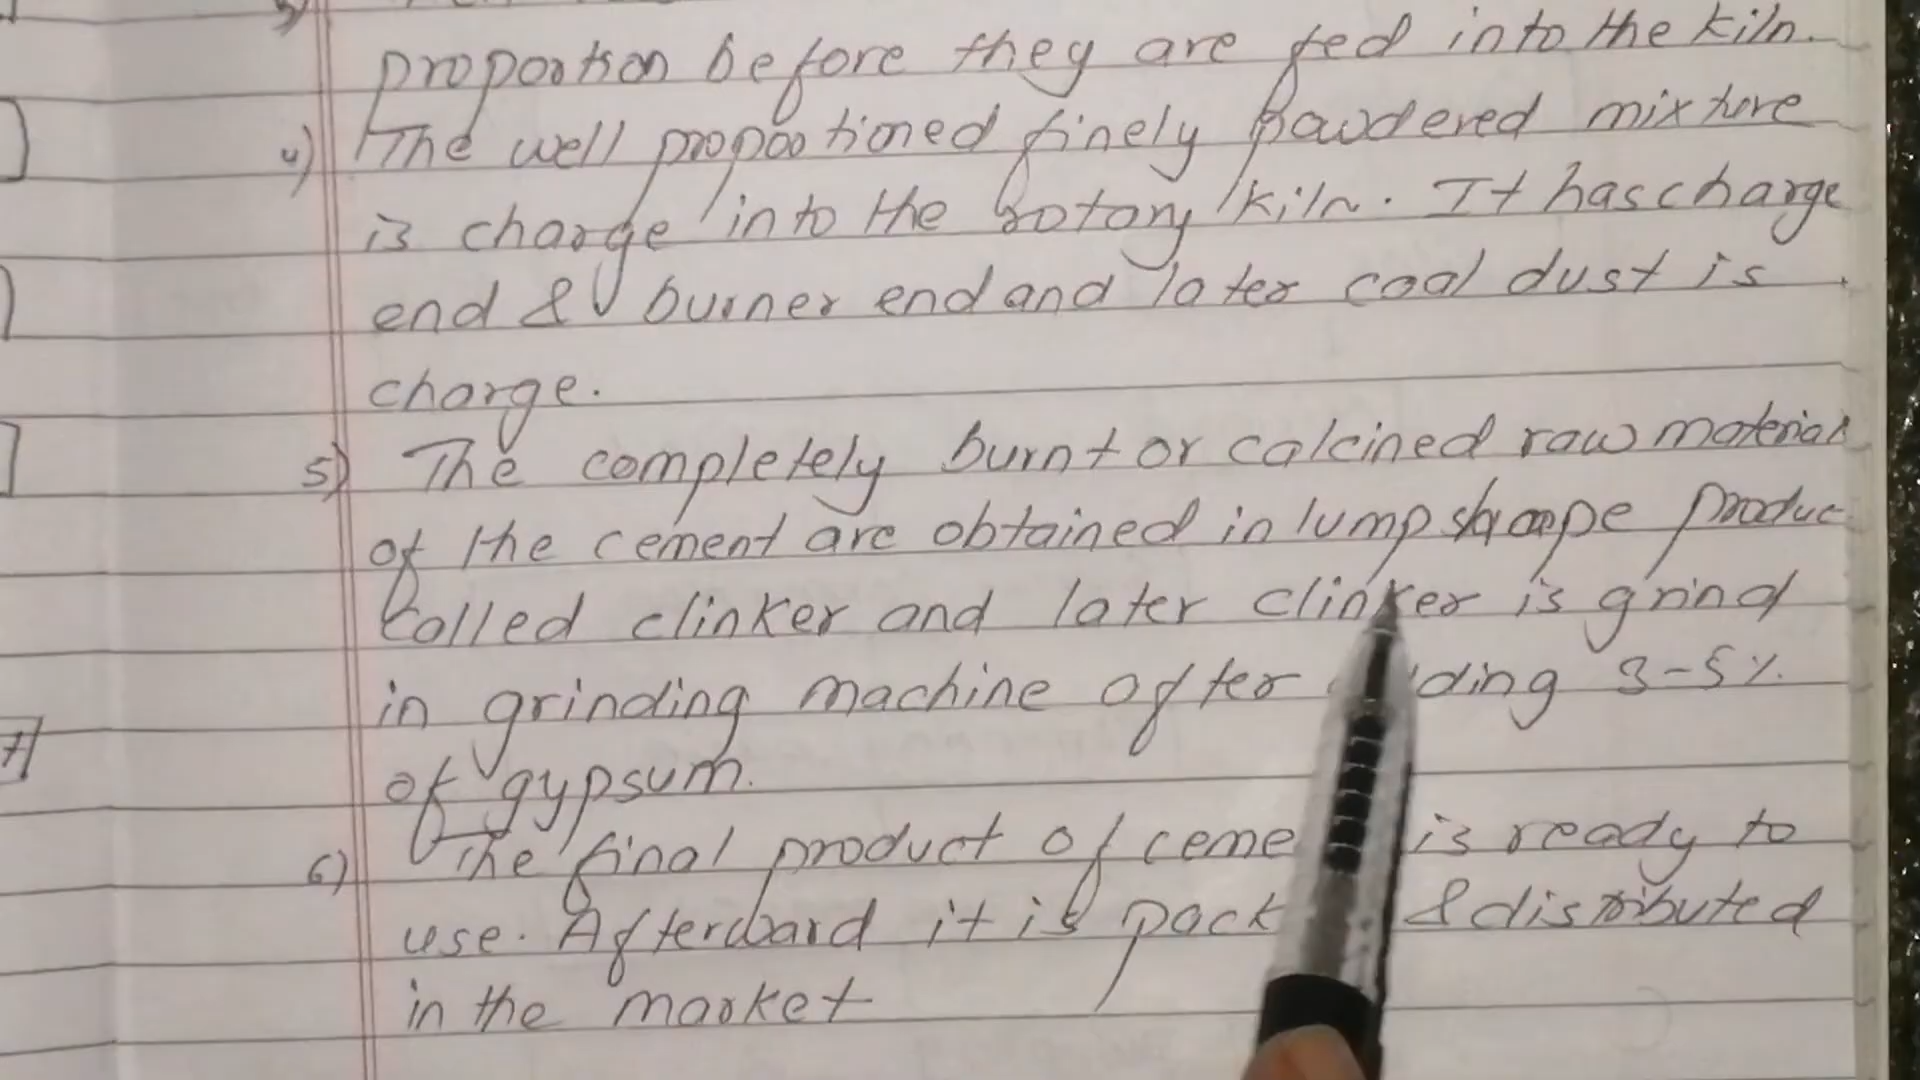 3)
proportion before they are fed into the kiln.
4) The well proportioned finely powdered mixture
is charge into the rotary kiln. It has charge
end & burner end and later coal dust is
charge.
5) The completely burnt or calcined raw material
of the cement are obtained in lump shape produc
called clinker and later clinker is grind
in grinding machine after ding 3-5%
of gypsum.
6) The final product of ceme is ready to
use. Afterward it is pack & distributed
in the market